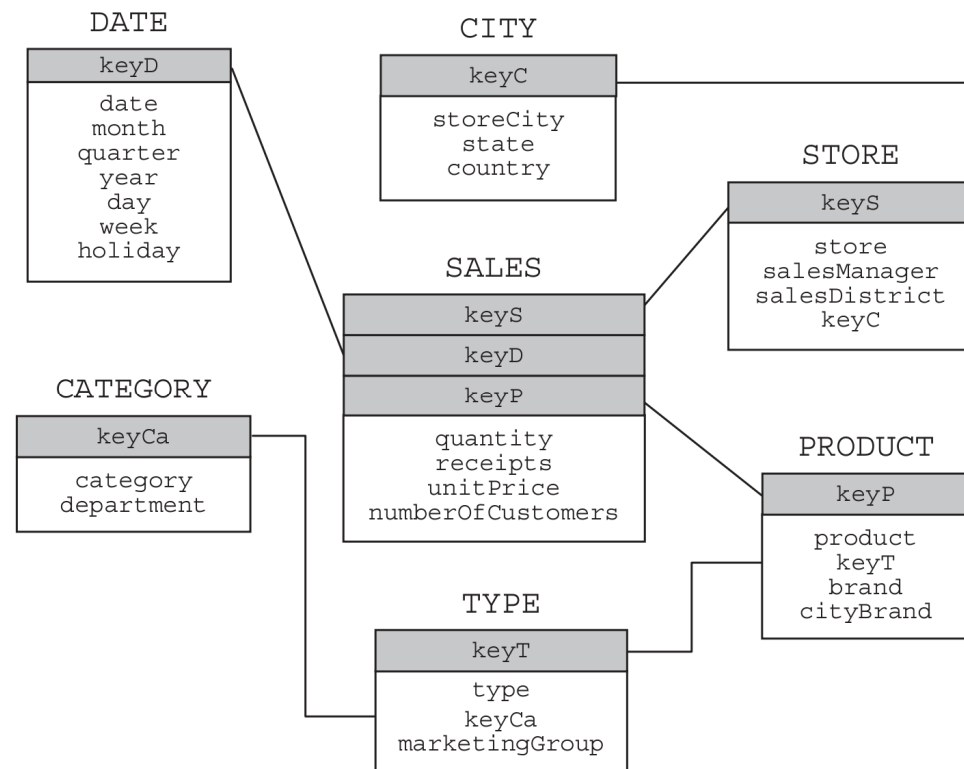 DATE
keyD
date
month
quarter
year
day
week
holiday
CITY
keyC
storeCity
state
country
STORE
keyS
store
salesManager
salesDistrict
keyC
SALES
keyS
keyD
keyP
quantity
receipts
unitPrice
numberOfCustomers
CATEGORY
keyCa
category
department
PRODUCT
keyP
product
keyT
brand
cityBrand
TYPE
keyT
type
keyCa
marketingGroup